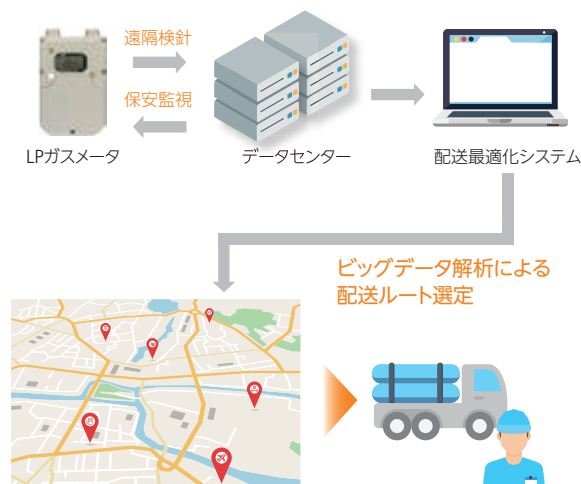 遠隔検針
保安監視
LPガスメータ
データセンター
配送最適化システム
ビッグデータ解析による
配送ルート選定